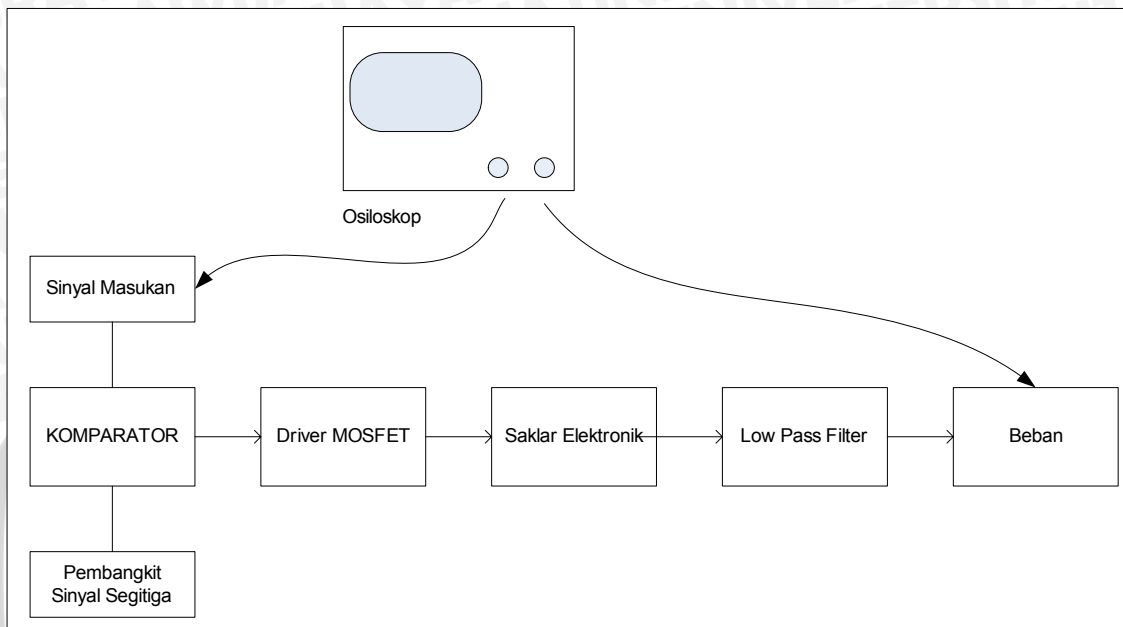 Osiloskop
Sinyal Masukan
KOMPARATOR
Driver MOSFET
Saklar Elektronik
Low Pass Filter
Beban
Pembangkit
Sinyal Segitiga